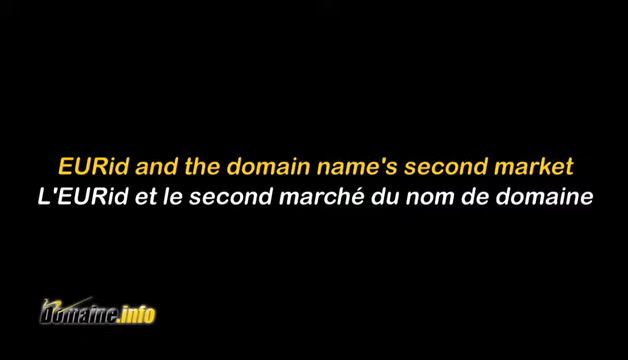 EURid and the domain name's second market
L'EURid et le second marché du nom de domaine
Domaine.info